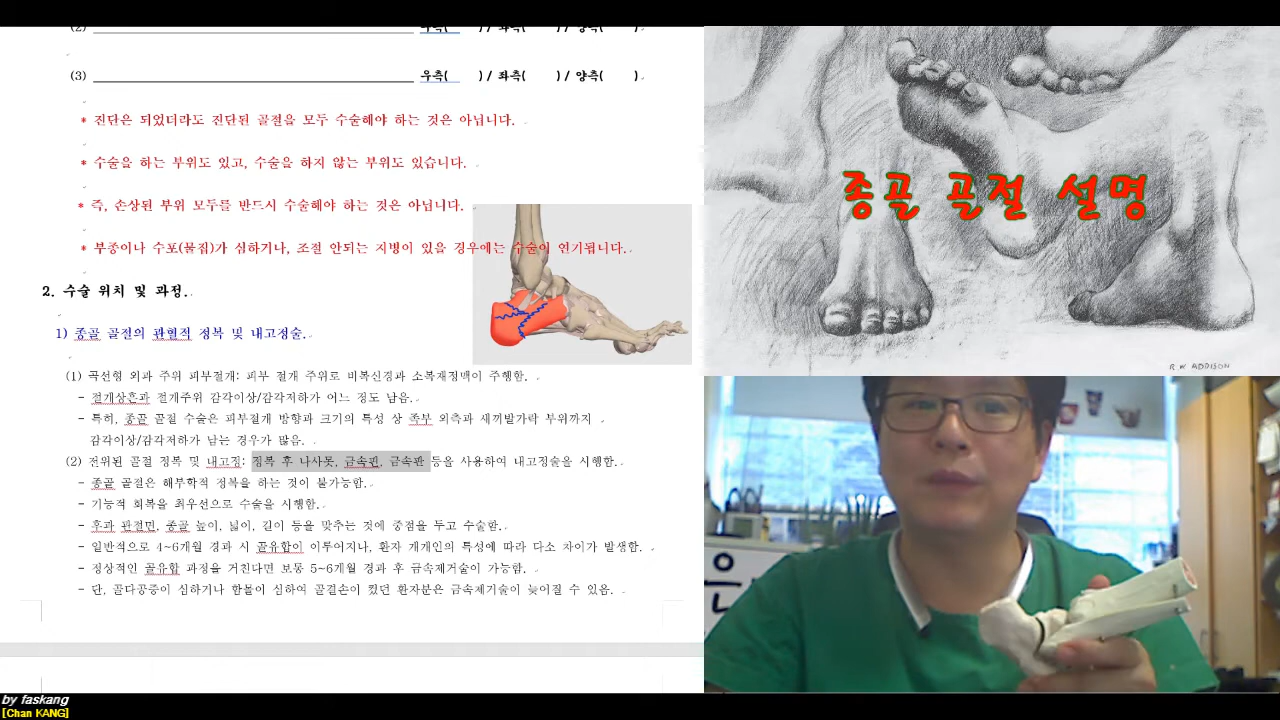 (2) 우측( ) / 좌측( ) / 양측( )
(3) 우측( ) / 좌측( ) / 양측( )
* 진단은 되었더라도 진단된 골절을 모두 수술해야 하는 것은 아닙니다.
* 수술을 하는 부위도 있고, 수술을 하지 않는 부위도 있습니다.
* 즉, 손상된 부위 모두를 반드시 수술해야 하는 것은 아닙니다.
* 부종이나 수포(물집)가 심하거나, 조절 안되는 지병이 있을 경우에는 수술이 연기됩니다.
2. 수술 위치 및 과정.
1) 종골 골절의 관혈적 정복 및 내고정술.
(1) 곡선형 외과 주위 피부절개: 피부 절개 주위로 비복신경과 소복재정맥이 주행함.
- 절개상흔과 절개주위 감각이상/감각저하가 어느 정도 남음.
- 특히, 종골 골절 수술은 피부절개 방향과 크기의 특성 상 족부 외측과 새끼발가락 부위까지
감각이상/감각저하가 남는 경우가 많음.
(2) 전위된 골절 정복 및 내고정: 정복 후 나사못, 금속핀, 금속판 등을 사용하여 내고정술을 시행함.
- 종골 골절은 해부학적 정복을 하는 것이 불가능함.
- 기능적 회복을 최우선으로 수술을 시행함.
- 후과 관절면, 종골 높이, 넓이, 길이 등을 맞추는 것에 중점을 두고 수술함.
- 일반적으로 4~6개월 경과 시 골유합이 이루어지나, 환자 개개인의 특성에 따라 다소 차이가 발생함.
- 정상적인 골유합 과정을 거친다면 보통 5~6개월 경과 후 금속제거술이 가능함.
- 단, 골다공증이 심하거나 함몰이 심하여 골결손이 컸던 환자분은 금속제거술이 늦어질 수 있음.
종골 골절 설명
R.W. ADDISON
은
by faskang
[Chan KANG]